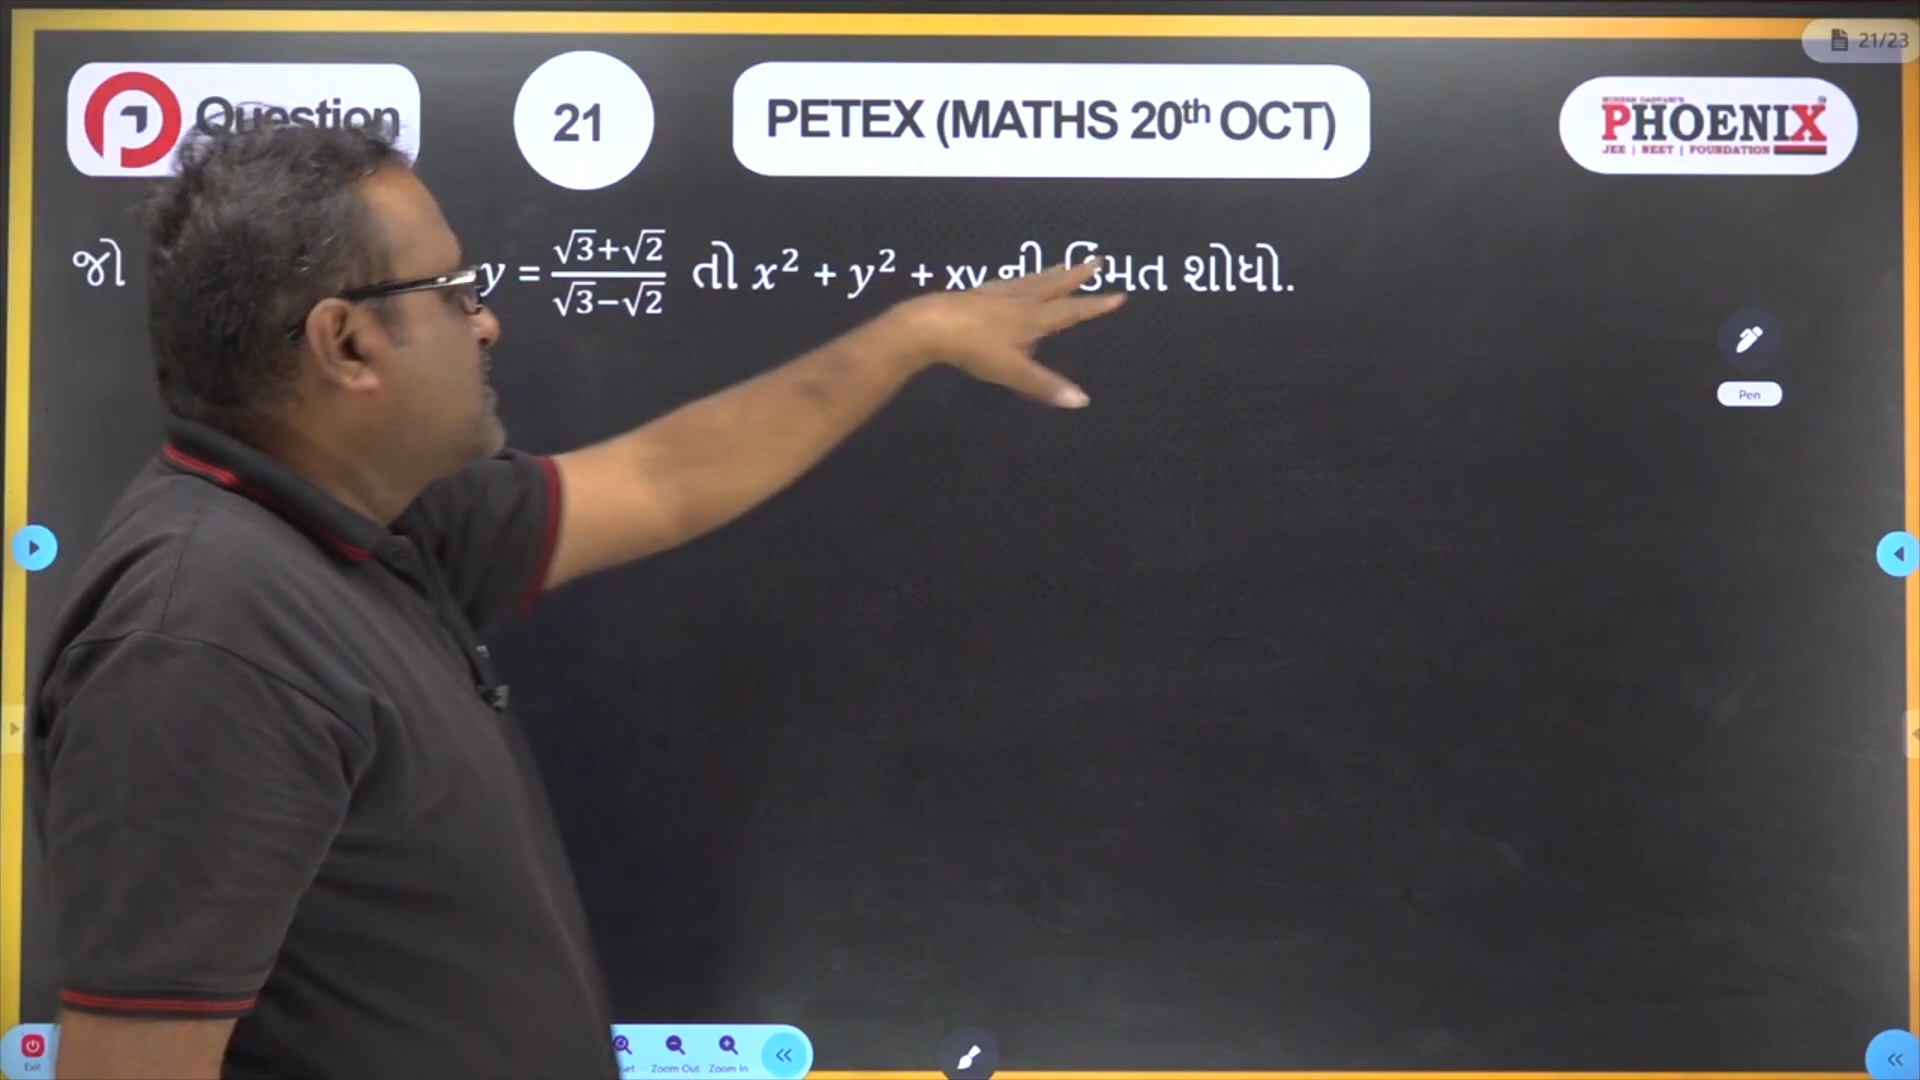 21/23
Question
21
PETEX (MATHS 20th OCT)
PHOENIX
JEE | NEET | FOUNDATION
જો y = √3+√2 / √3−√2 તો x² + y² + xy ની કિંમત શોધો.
Pen
Exit
Zoom Out Zoom In